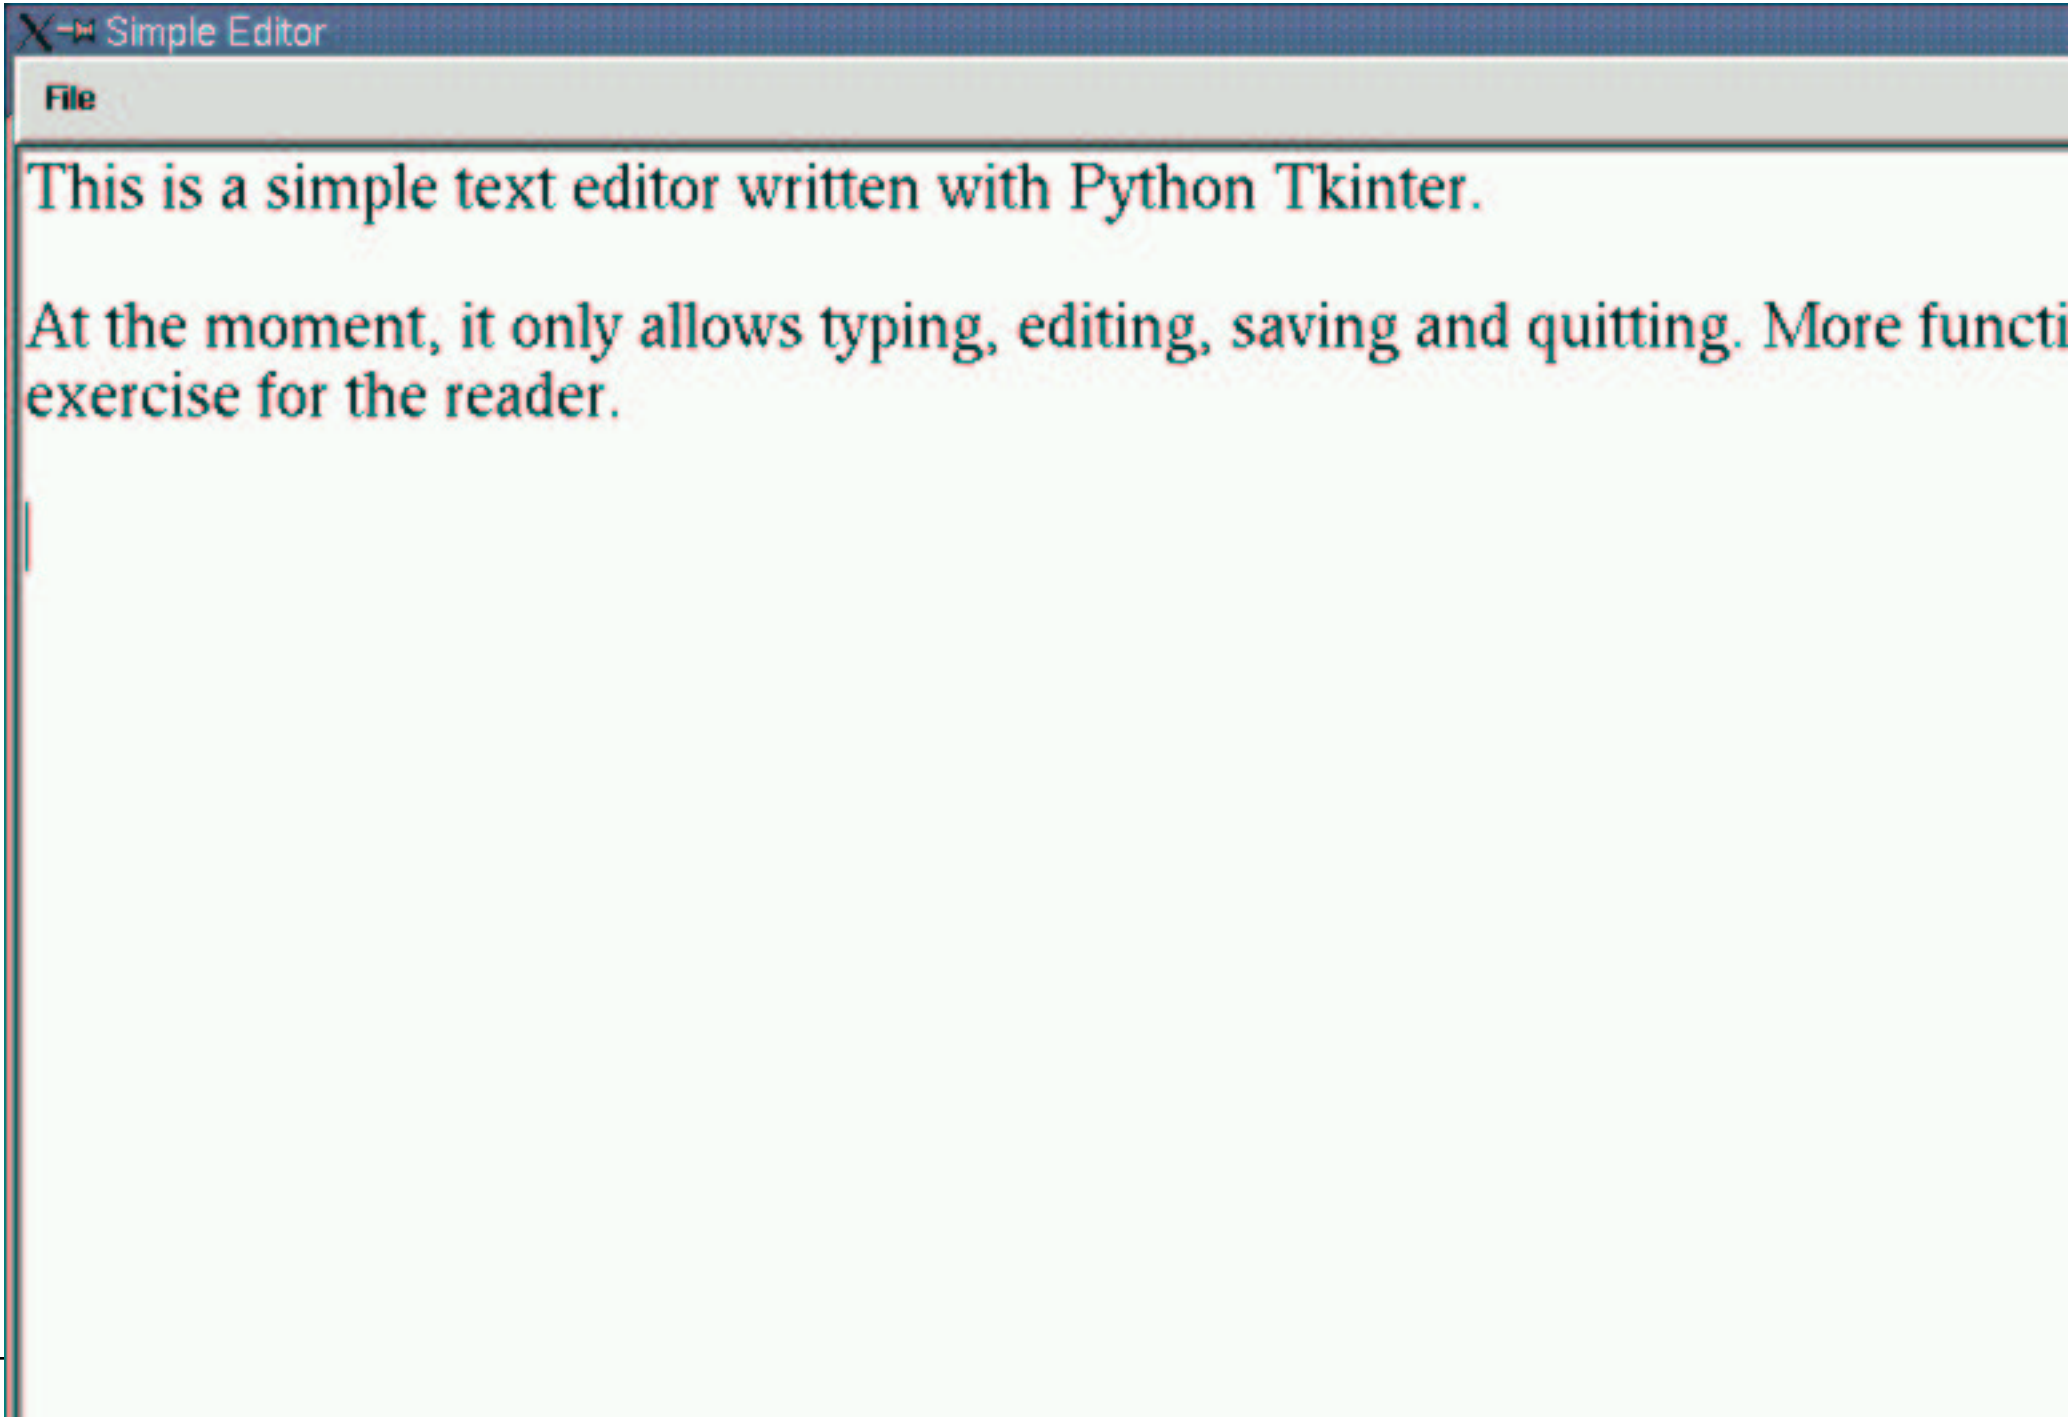 Simple Editor
File
This is a simple text editor written with Python Tkinter.
At the moment, it only allows typing, editing, saving and quitting. More functi
exercise for the reader.